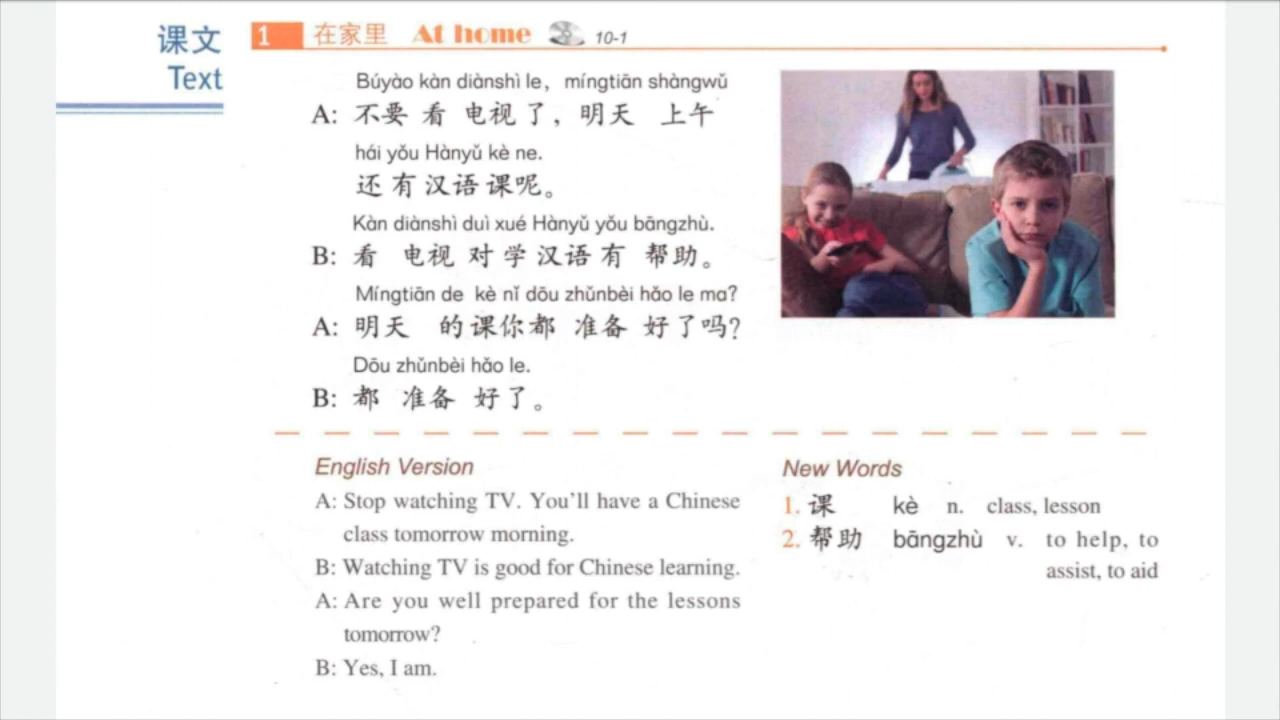 课文
Text
1 在家里 At home 10-1
Búyào kàn diànshì le, míngtiān shàngwǔ
A: 不要 看 电视 了，明天 上午
hái yǒu Hànyǔ kè ne.
还 有 汉语 课呢。
Kàn diànshì duì xué Hànyǔ yǒu bāngzhù.
B: 看 电视 对 学 汉语 有 帮助。
Míngtiān de kè nǐ dōu zhǔnbèi hǎo le ma?
A: 明天 的课你都 准备 好了吗？
Dōu zhǔnbèi hǎo le.
B: 都 准备 好了。
English Version
A: Stop watching TV. You'll have a Chinese
class tomorrow morning.
B: Watching TV is good for Chinese learning.
A: Are you well prepared for the lessons
tomorrow?
B: Yes, I am.
New Words
1. 课 kè n. class, lesson
2. 帮助 bāngzhù v. to help, to
assist, to aid